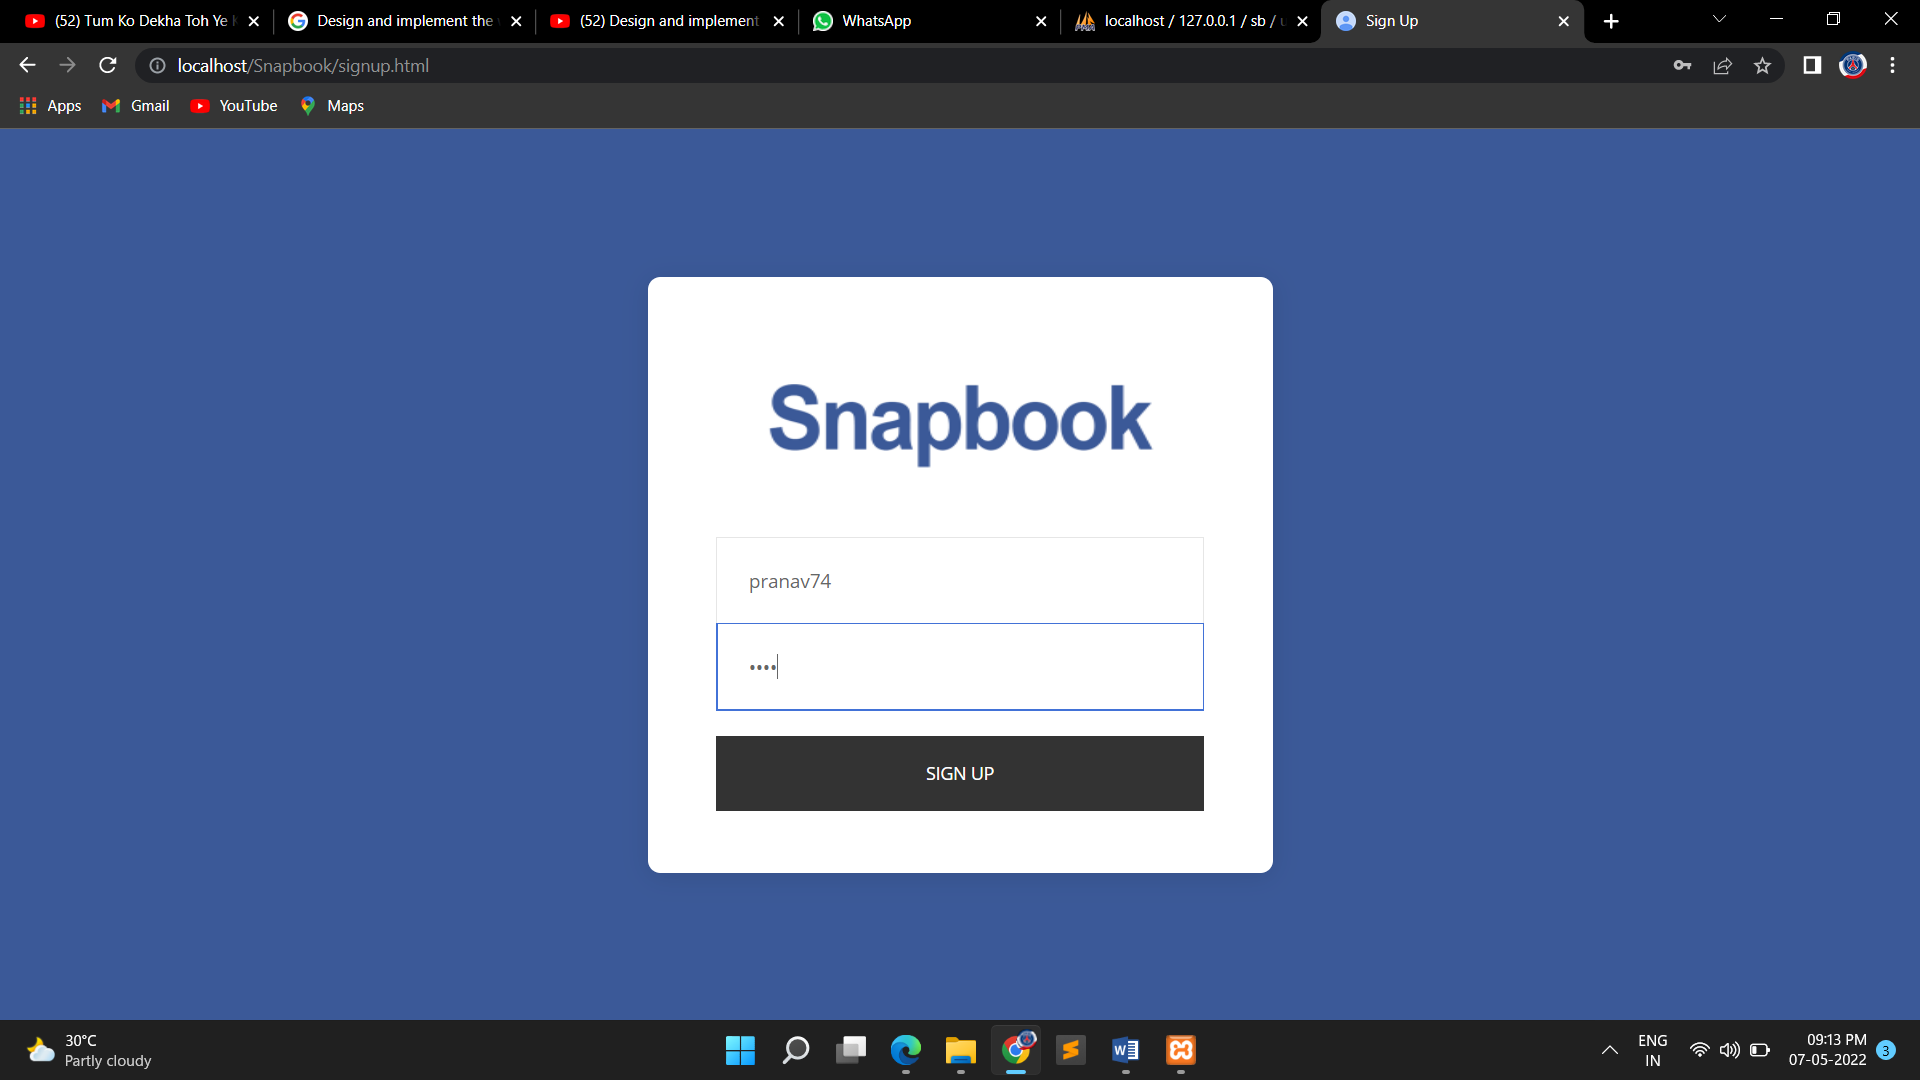 (52) Tum Ko Dekha Toh Ye
Design and implement the
(52) Design and implement
WhatsApp
localhost / 127.0.0.1 / sb /
Sign Up
localhost/Snapbook/signup.html
Apps
Gmail
YouTube
Maps
Snapbook
pranav74
••••
SIGN UP
30°C
Partly cloudy
ENG
IN
09:13 PM
07-05-2022
3